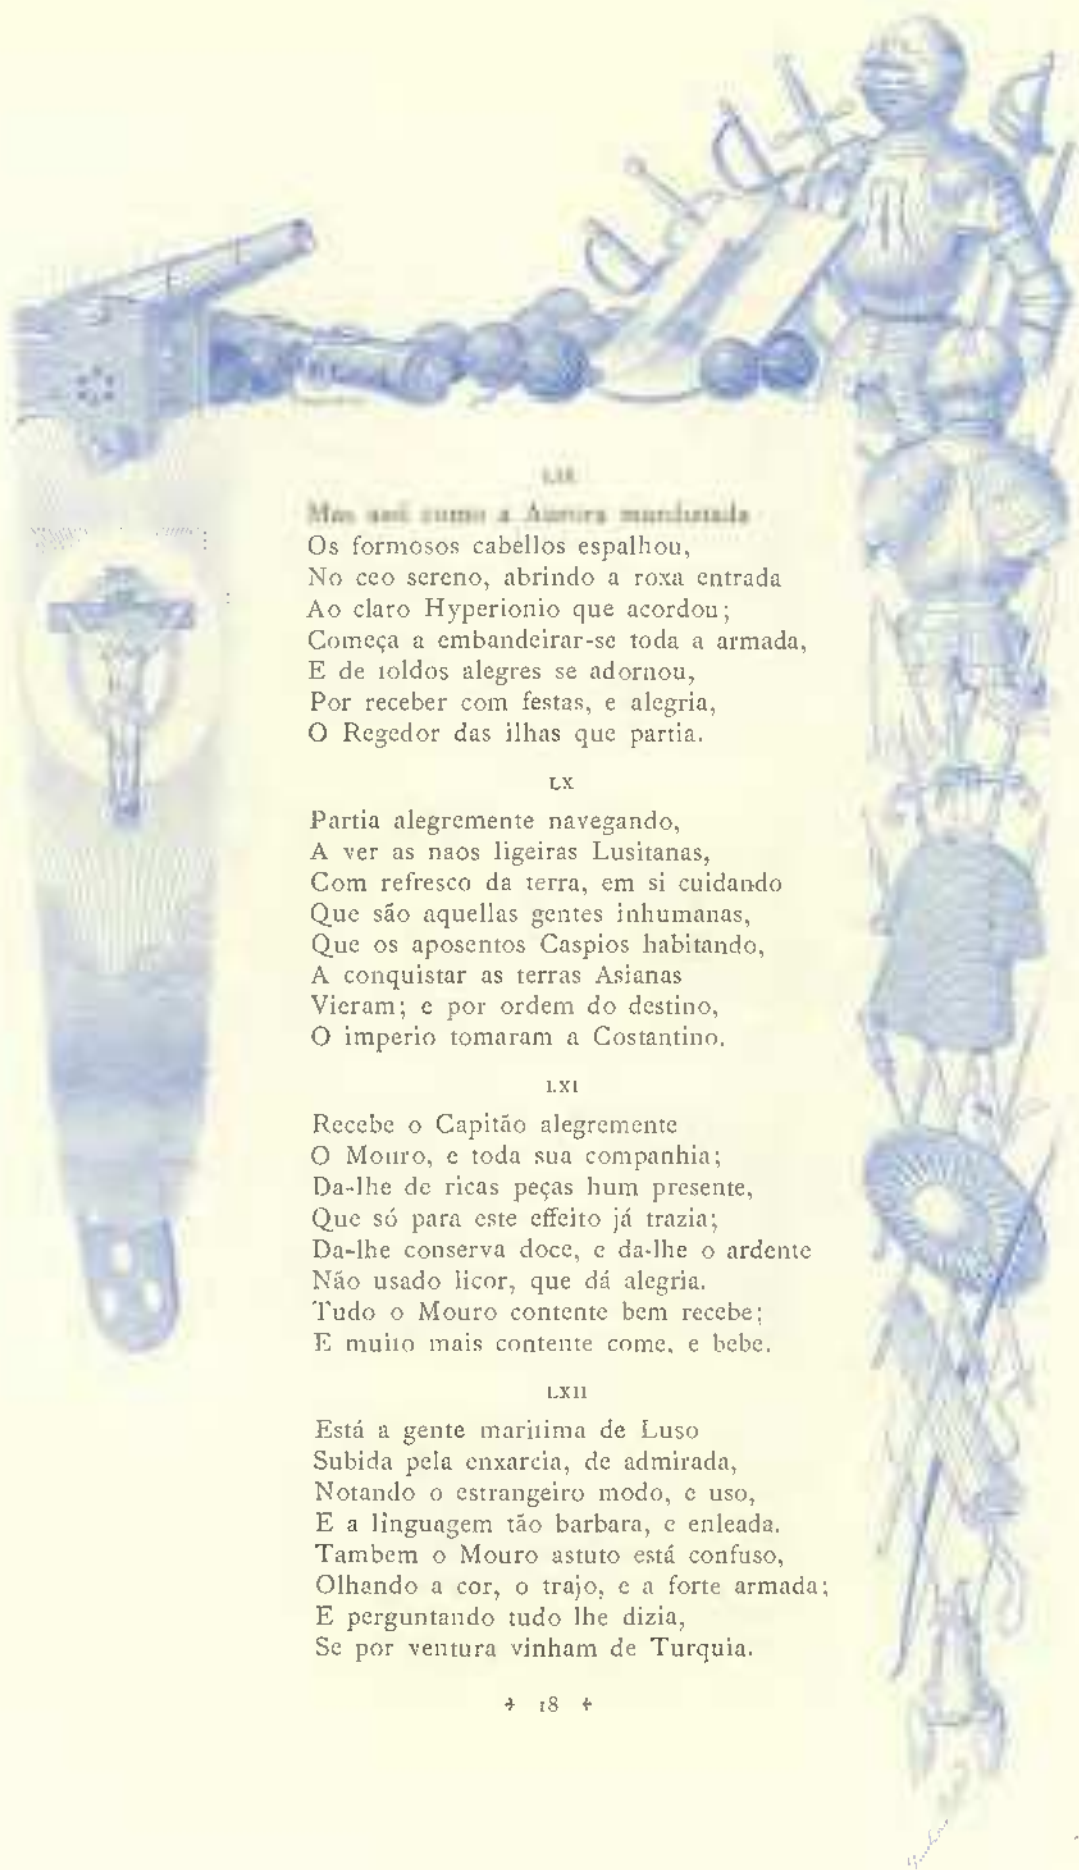 LIX
Mas assi como a Aurora marchetada
Os formosos cabellos espalhou,
No ceo sereno, abrindo a roxa entrada
Ao claro Hyperionio que acordou;
Começa a embandeirar-se toda a armada,
E de toldos alegres se adornou,
Por receber com festas, e alegria,
O Regedor das ilhas que partia.
LX
Partia alegremente navegando,
A ver as naos ligeiras Lusitanas,
Com refresco da terra, em si cuidando
Que são aquellas gentes inhumanas,
Que os aposentos Caspios habitando,
A conquistar as terras Asianas
Vieram; e por ordem do destino,
O imperio tomaram a Costantino.
LXI
Recebe o Capitão alegremente
O Mouro, e toda sua companhia;
Da-lhe de ricas peças hum presente,
Que só para este effeito já trazia;
Da-lhe conserva doce, e da-lhe o ardente
Não usado licor, que dá alegria.
Tudo o Mouro contente bem recebe;
E muito mais contente come, e bebe.
LXII
Está a gente maritima de Luso
Subida pela enxarcia, de admirada,
Notando o estrangeiro modo, e uso,
E a linguagem tão barbara, e enleada.
Tambem o Mouro astuto está confuso,
Olhando a cor, o trajo, e a forte armada;
E perguntando tudo lhe dizia,
Se por ventura vinham de Turquia.
18